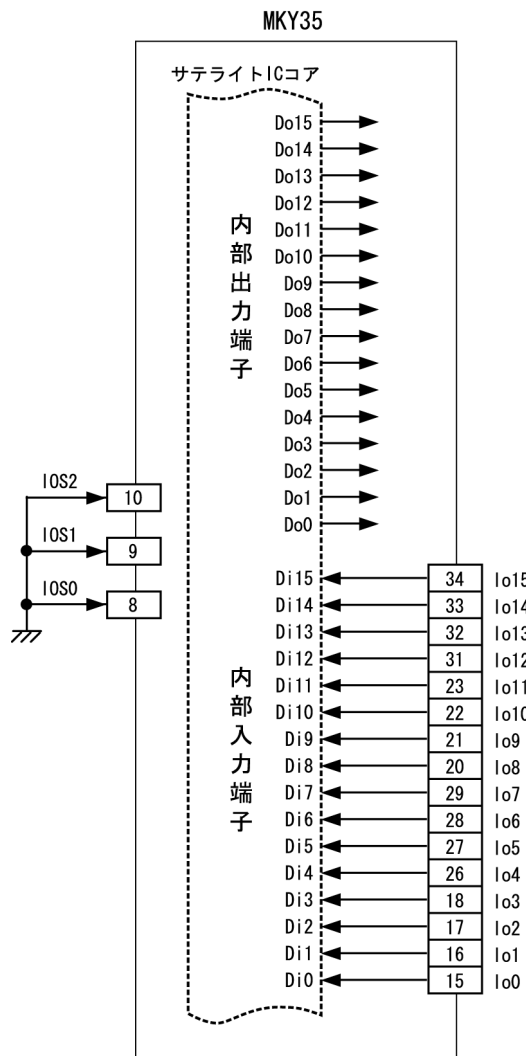 MKY35
サテライトICコア
Do15
Do14
Do13
Do12
Do11
Do10
Do9
Do8
Do7
Do6
Do5
Do4
Do3
Do2
Do1
Do0
内部出力端子
IOS2 10
IOS1 9
IOS0 8
内部入力端子
Di15 34 Io15
Di14 33 Io14
Di13 32 Io13
Di12 31 Io12
Di11 23 Io11
Di10 22 Io10
Di9 21 Io9
Di8 20 Io8
Di7 29 Io7
Di6 28 Io6
Di5 27 Io5
Di4 26 Io4
Di3 18 Io3
Di2 17 Io2
Di1 16 Io1
Di0 15 Io0